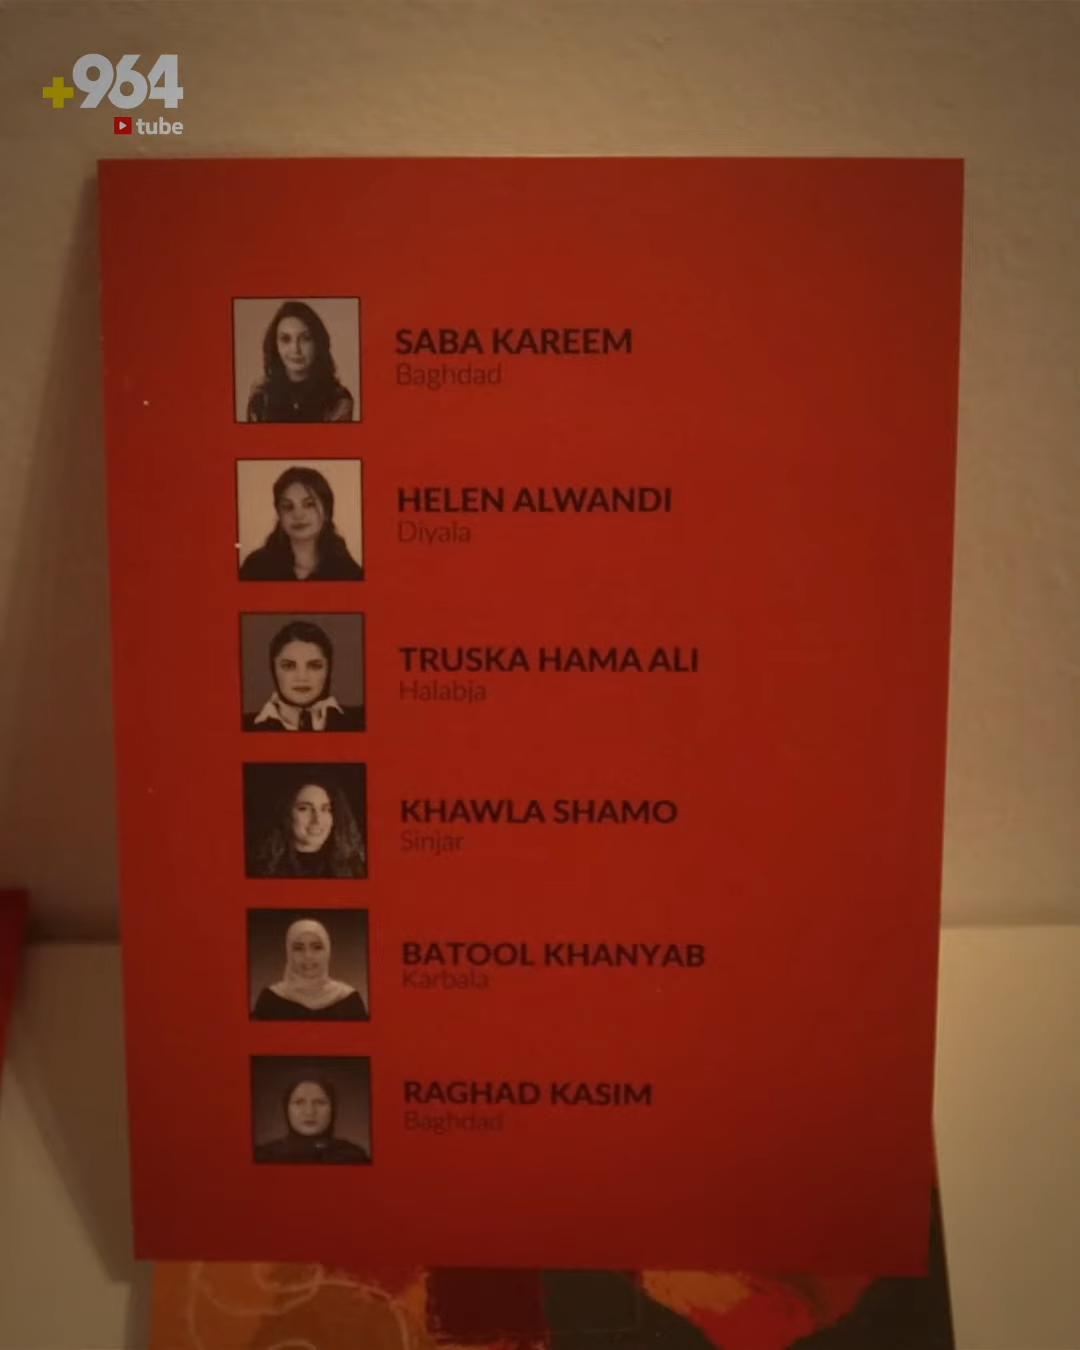 +964
tube
SABA KAREEM
Baghdad
HELEN ALWANDI
Diyala
TRUSKA HAMA ALI
Halabja
KHAWLA SHAMO
Sinjar
BATOOL KHANYAB
Karbala
RAGHAD KASIM
Baghdad